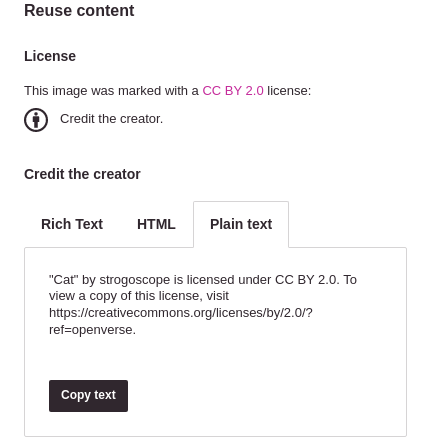 Reuse content
License
This image was marked with a CC BY 2.0 license:
Credit the creator.
Credit the creator
Rich Text HTML Plain text
"Cat" by strogoscope is licensed under CC BY 2.0. To
view a copy of this license, visit
https://creativecommons.org/licenses/by/2.0/?
ref=openverse.
Copy text